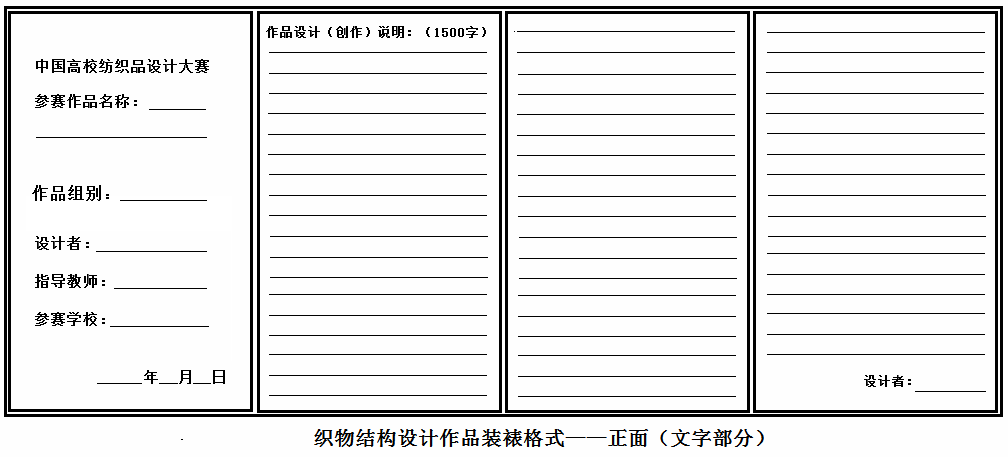 中国高校纺织品设计大赛
参赛作品名称：
作品组别：
设计者：
指导教师：
参赛学校：
年 月 日
作品设计（创作）说明：（1500字）
设计者：
织物结构设计作品装裱格式——正面（文字部分）